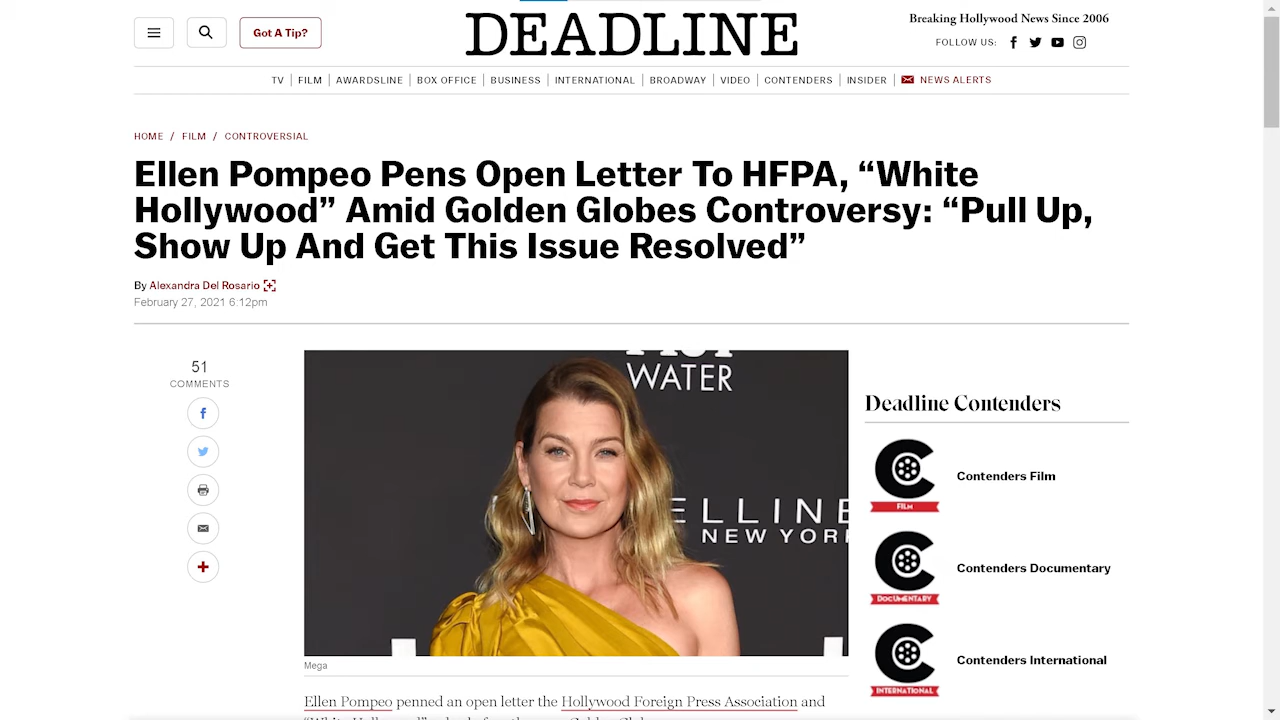 Got A Tip?
DEADLINE
Breaking Hollywood News Since 2006
FOLLOW US:
TV | FILM | AWARDSLINE | BOX OFFICE | BUSINESS | INTERNATIONAL | BROADWAY | VIDEO | CONTENDERS | INSIDER | NEWS ALERTS
HOME / FILM / CONTROVERSIAL
Ellen Pompeo Pens Open Letter To HFPA, “White
Hollywood” Amid Golden Globes Controversy: “Pull Up,
Show Up And Get This Issue Resolved”
By Alexandra Del Rosario [+]
February 27, 2021 6:12pm
51
COMMENTS
WATER
ELLINE
NEW YOR
Mega
Ellen Pompeo penned an open letter the Hollywood Foreign Press Association and
Deadline Contenders
FILM
Contenders Film
DOCUMENTARY
Contenders Documentary
INTERNATIONAL
Contenders International